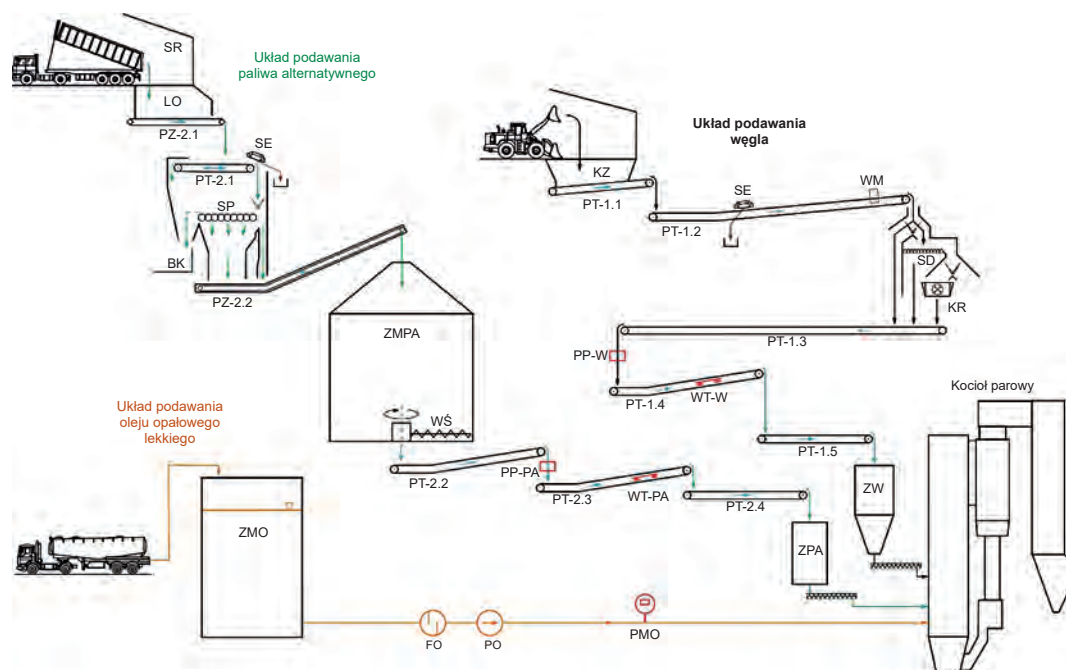 SR
Układ podawania
paliwa alternatywnego
LO
PZ-2.1
SE
PT-2.1
SP
BK
PZ-2.2
KZ
Układ podawania
węgla
PT-1.1
SE
WM
PT-1.2
SD
KR
PT-1.3
PP-W
PT-1.4
WT-W
PT-1.5
ZW
Kocioł parowy
ZMPA
WŚ
PT-2.2
PP-PA
PT-2.3
WT-PA
PT-2.4
ZPA
Układ podawania
oleju opałowego
lekkiego
ZMO
FO
PO
PMO